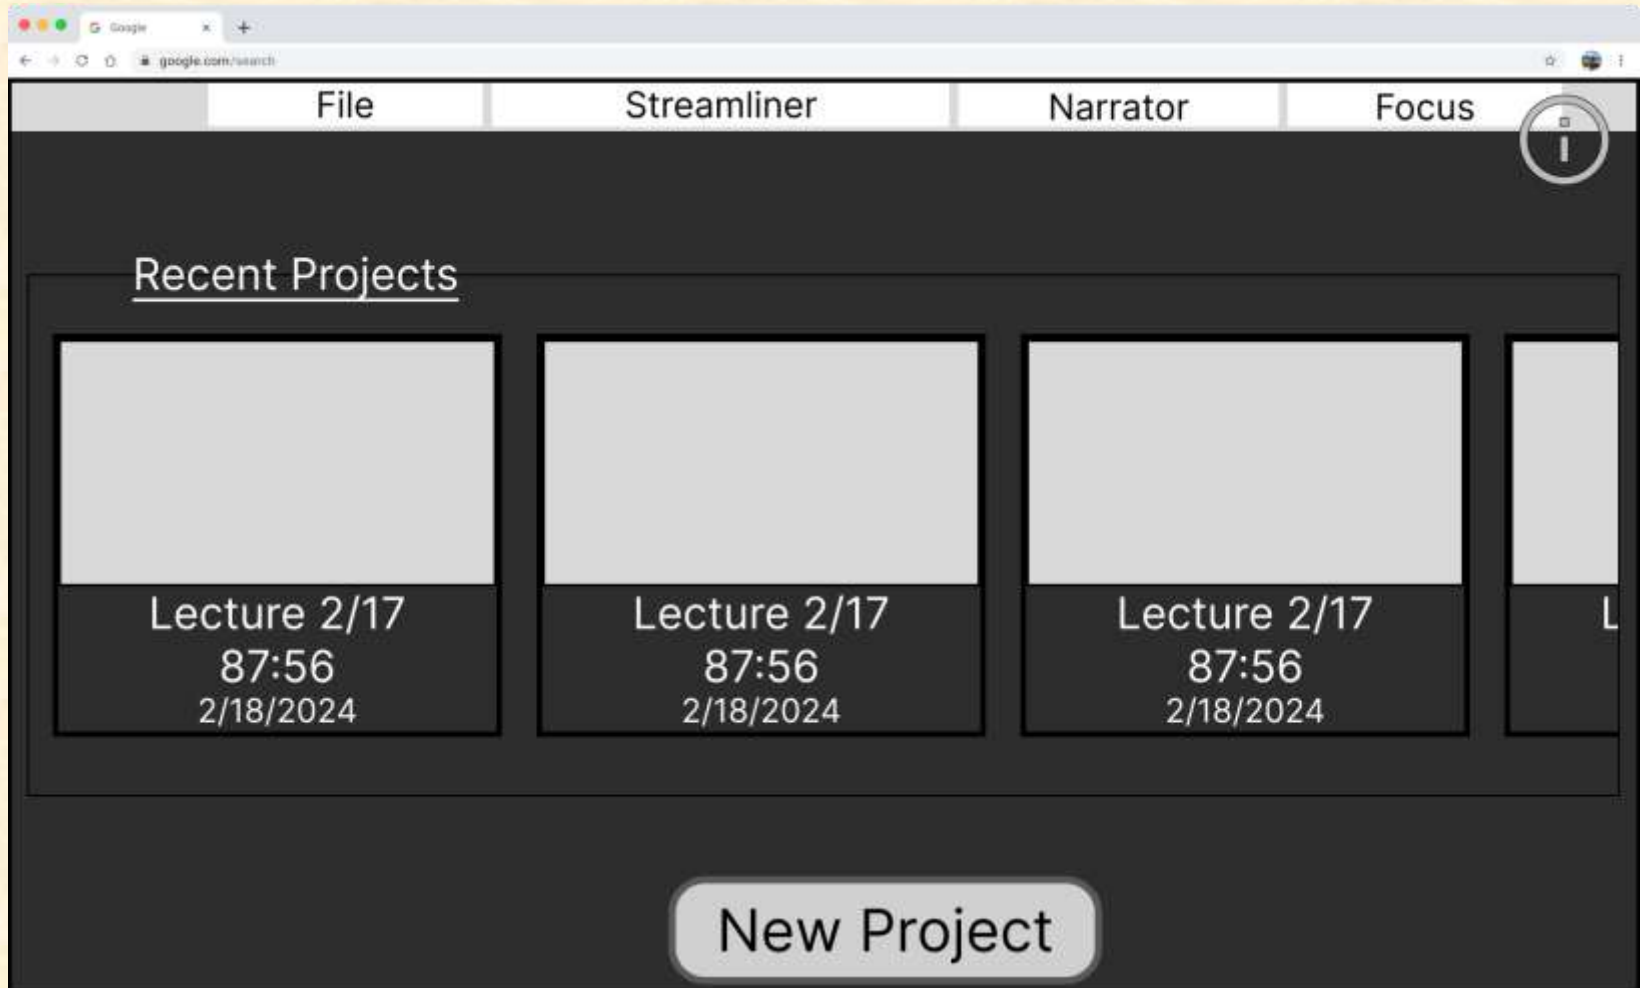 Google
google.com/search
File Streamliner Narrator Focus
Recent Projects
Lecture 2/17 Lecture 2/17 Lecture 2/17 L
87:56 87:56 87:56
2/18/2024 2/18/2024 2/18/2024
New Project